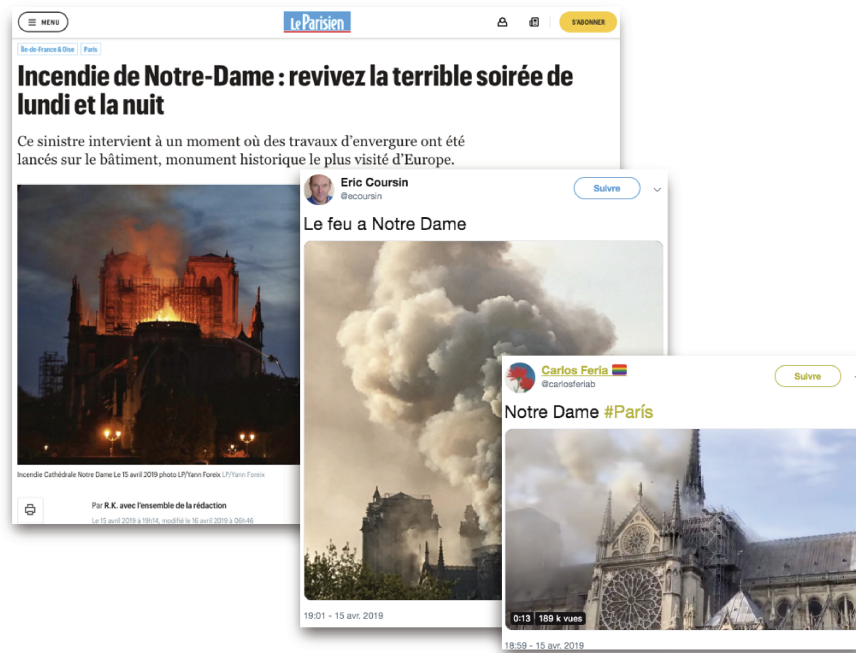 MENU
Le Parisien
S'ABONNER
Île-de-France & Oise
Paris
Incendie de Notre-Dame : revivez la terrible soirée de
lundi et la nuit
Ce sinistre intervient à un moment où des travaux d'envergure ont été
lancés sur le bâtiment, monument historique le plus visité d'Europe.
Incendie Cathédrale Notre Dame Le 15 avril 2019 photo LP/Yann Foreix LP/Yann Foreix
Par R.K. avec l'ensemble de la rédaction
Le 15 avril 2019 à 19h14, modifié le 16 avril 2019 à 06h46
Eric Coursin
@ecoursin
Suivre
Le feu a Notre Dame
19:01 - 15 avr. 2019
Carlos Feria
@carlosferiab
Suivre
Notre Dame #París
0:13 189 k vues
18:59 - 15 avr. 2019